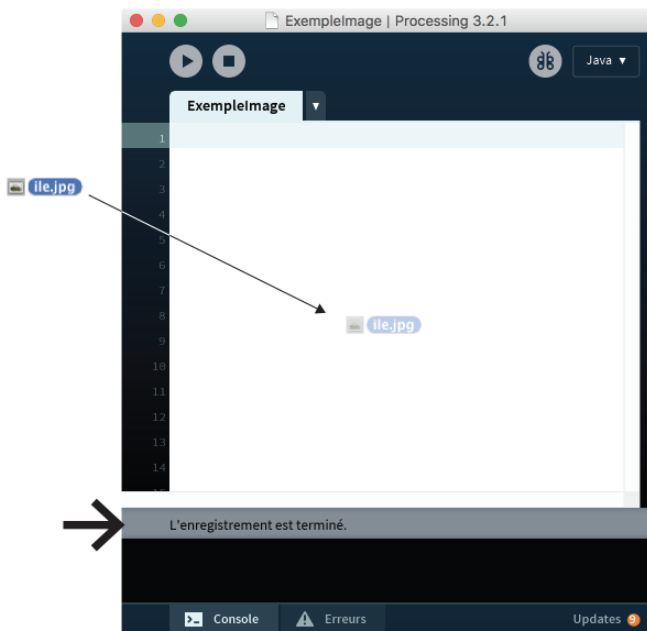 ExempleImage | Processing 3.2.1
Java ▼
ExempleImage ▼
1
2
ile.jpg
3
4
5
6
7
8
ile.jpg
9
10
11
12
13
14
L'enregistrement est terminé.
Console
Erreurs
Updates 9